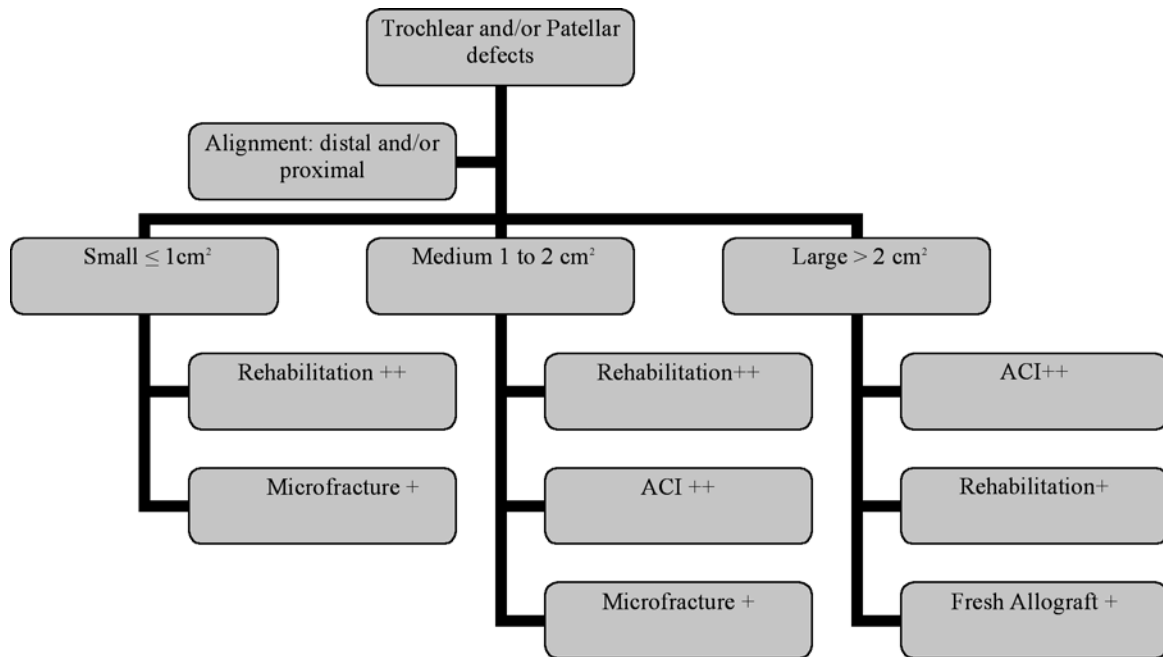 Trochlear and/or Patellar
defects
Alignment: distal and/or
proximal
Small ≤ 1cm²
Medium 1 to 2 cm²
Large > 2 cm²
Rehabilitation ++
Rehabilitation++
ACI++
Microfracture +
ACI ++
Rehabilitation+
Microfracture +
Fresh Allograft +